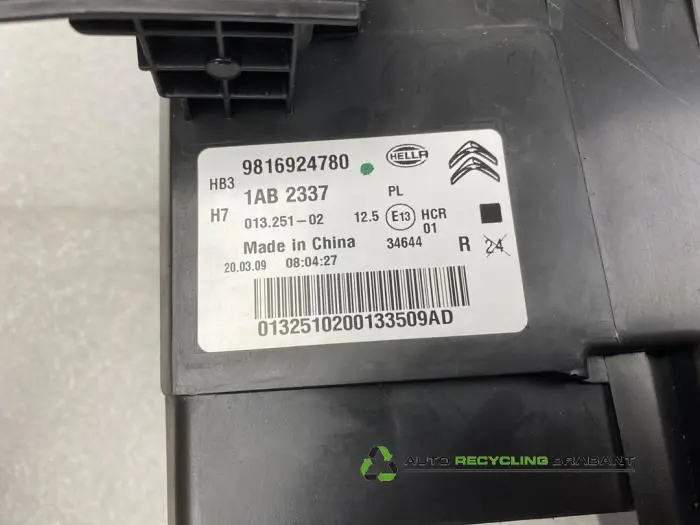 HB3 9816924780 HELLA
H7 1AB 2337 PL
013.251-02 12.5 E13 HCR
01
Made in China 34644 R 24
20.03.09 08:04:27
0132510200133509AD
AUTO RECYCLING BRABANT